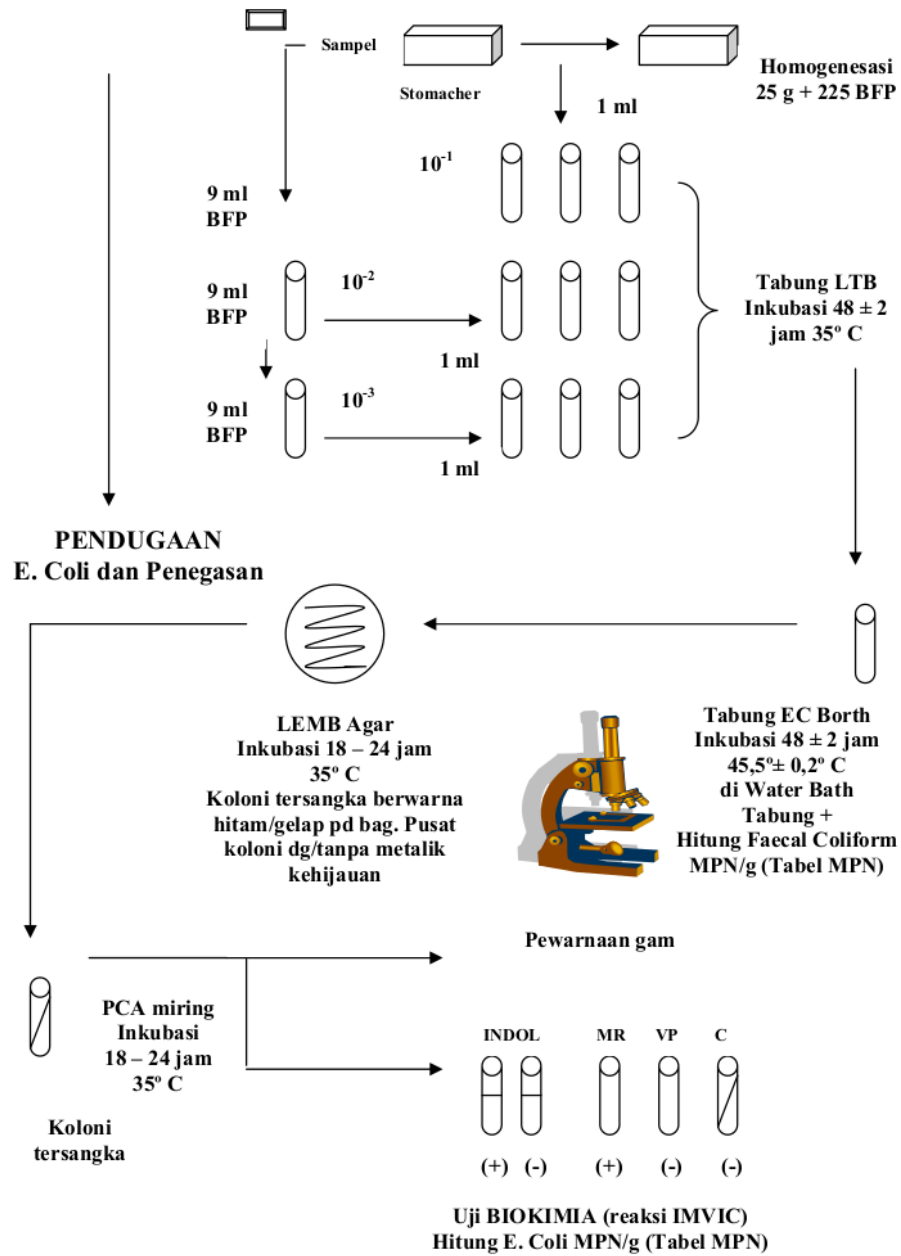 Sampel
Stomacher
Homogenesasi
25 g + 225 BFP
1 ml
10⁻¹
9 ml
BFP
9 ml
BFP
10⁻²
1 ml
9 ml
BFP
10⁻³
1 ml
Tabung LTB
Inkubasi 48 ± 2
jam 35º C
PENDUGAAN
E. Coli dan Penegasan
LEMB Agar
Inkubasi 18 – 24 jam
35º C
Koloni tersangka berwarna
hitam/gelap pd bag. Pusat
koloni dg/tanpa metalik
kehijauan
Tabung EC Borth
Inkubasi 48 ± 2 jam
45,5º± 0,2º C
di Water Bath
Tabung +
Hitung Faecal Coliform
MPN/g (Tabel MPN)
Pewarnaan gam
PCA miring
Inkubasi
18 – 24 jam
35º C
Koloni
tersangka
INDOL MR VP C
(+) (-) (+) (-) (-)
Uji BIOKIMIA (reaksi IMVIC)
Hitung E. Coli MPN/g (Tabel MPN)